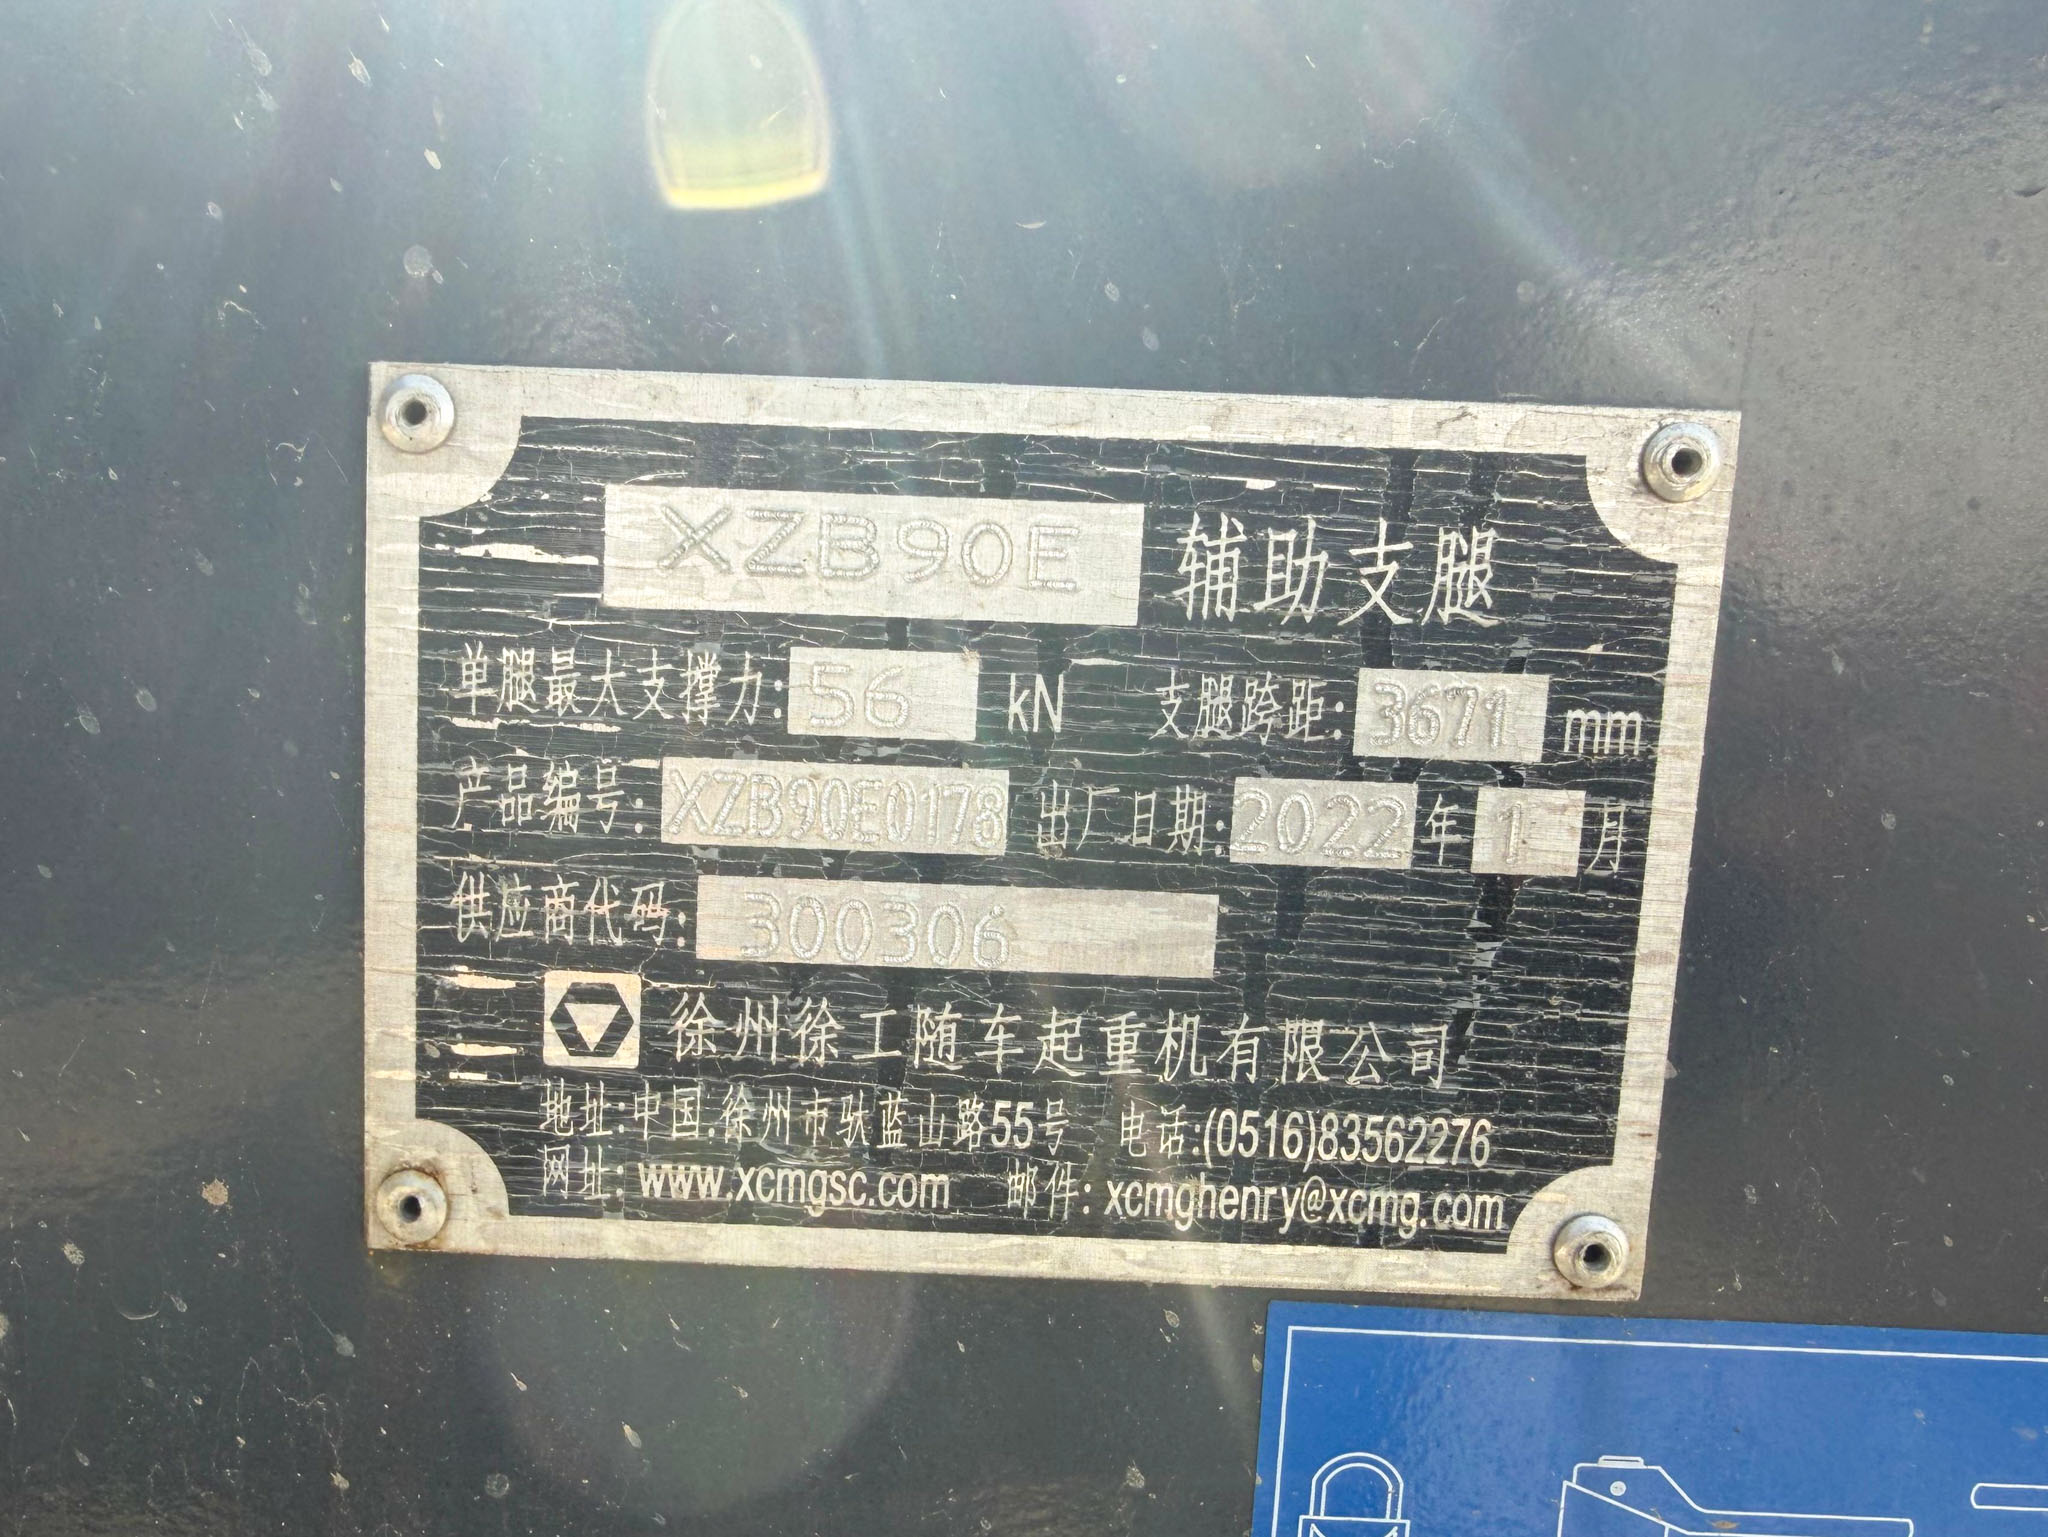 XZB90E 辅助支腿
单腿最大支撑力: 56 kN 支腿跨距: 3671 mm
产品编号: XZB90E0178 出厂日期: 2022 年 1 月
供应商代码: 300306
徐州徐工随车起重机有限公司
地址:中国.徐州市驮蓝山路55号 电话:(0516)83562276
网址: www.xcmgsc.com 邮件: xcmghenry@xcmg.com